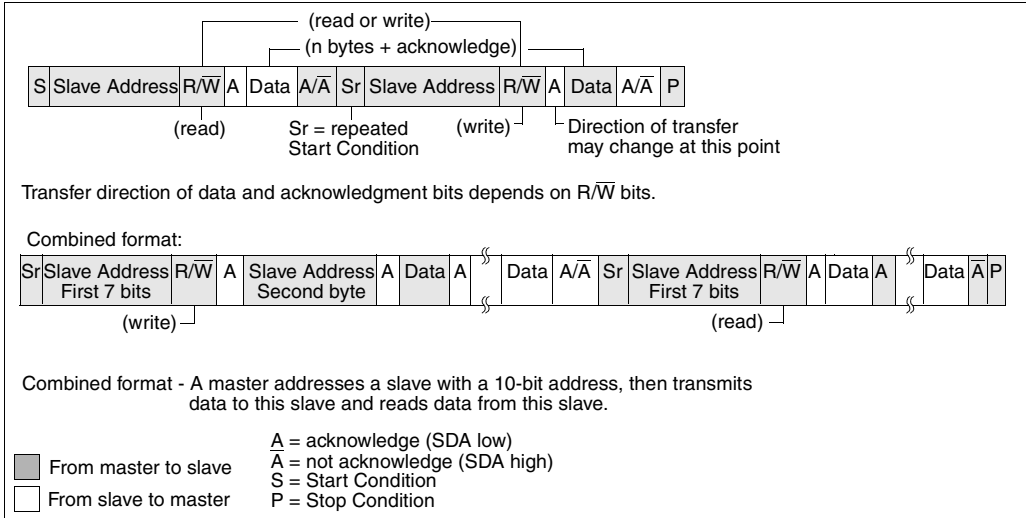 (read or write)
(n bytes + acknowledge)
S Slave Address R/W̅ A Data A/A̅ Sr Slave Address R/W̅ A Data A/A̅ P
(read) Sr = repeated (write) Direction of transfer
Start Condition may change at this point
Transfer direction of data and acknowledgment bits depends on R/W̅ bits.
Combined format:
Sr Slave Address R/W̅ A Slave Address A Data A Data A/A̅ Sr Slave Address R/W̅ A Data A Data A̅ P
First 7 bits Second byte First 7 bits
(write) (read)
Combined format - A master addresses a slave with a 10-bit address, then transmits
data to this slave and reads data from this slave.
A = acknowledge (SDA low)
From master to slave A̅ = not acknowledge (SDA high)
S = Start Condition
From slave to master P = Stop Condition